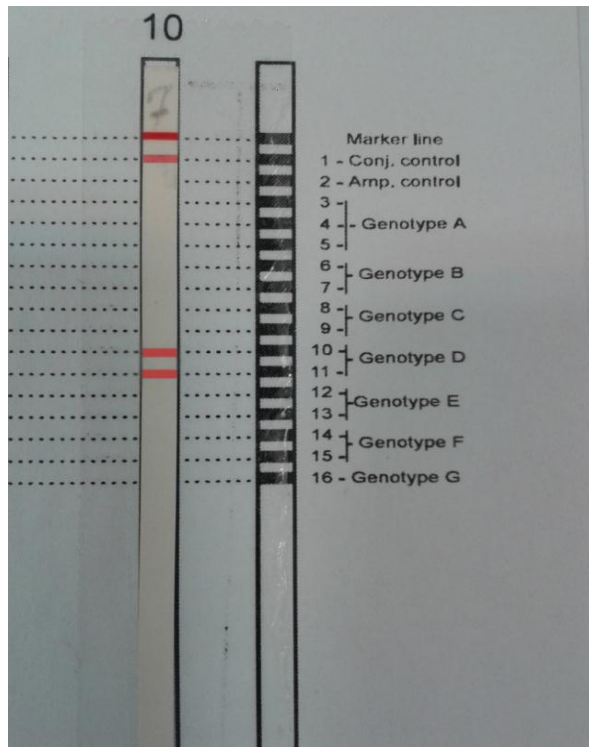 10
7
Marker line
1 - Conj. control
2 - Amp. control
3 -
4 - - Genotype A
5 -
6 - - Genotype B
7 -
8 - - Genotype C
9 -
10 - - Genotype D
11 -
12 - - Genotype E
13 -
14 - - Genotype F
15 -
16 - Genotype G